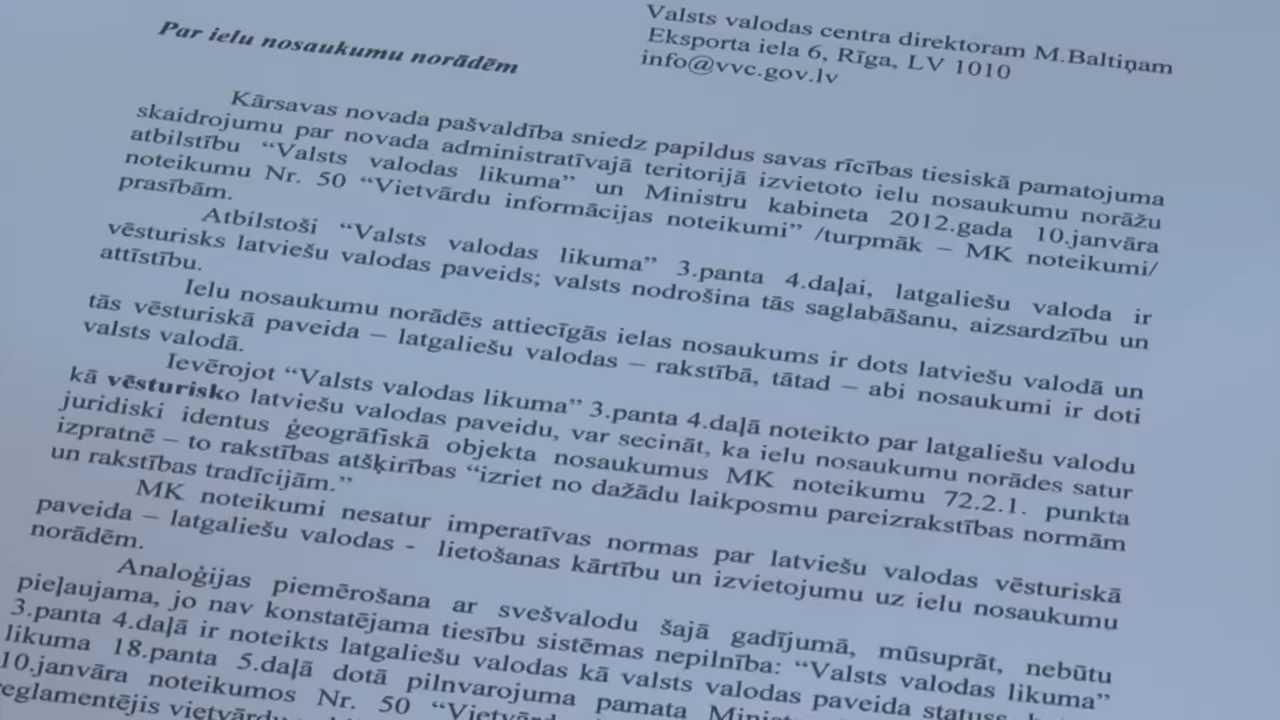 Valsts valodas centra direktoram M.Baltiņam
Eksporta iela 6, Rīga, LV 1010
info@vvc.gov.lv
Par ielu nosaukumu norādēm
Kārsavas novada pašvaldība sniedz papildus savas rīcības tiesiskā pamatojuma
skaidrojumu par novada administratīvajā teritorijā izvietoto ielu nosaukumu norāžu
atbilstību “Valsts valodas likuma” un Ministru kabineta 2012.gada 10.janvāra
noteikumu Nr. 50 “Vietvārdu informācijas noteikumi” /turpmāk – MK noteikumi/
prasībām.
Atbilstoši “Valsts valodas likuma” 3.panta 4.daļai, latgaliešu valoda ir
vēsturisks latviešu valodas paveids; valsts nodrošina tās saglabāšanu, aizsardzību un
attīstību.
Ielu nosaukumu norādēs attiecīgās ielas nosaukums ir dots latviešu valodā un
tās vēsturiskā paveida – latgaliešu valodas – rakstībā, tātad – abi nosaukumi ir doti
valsts valodā.
Ievērojot “Valsts valodas likuma” 3.panta 4.daļā noteikto par latgaliešu valodu
kā vēsturisko latviešu valodas paveidu, var secināt, ka ielu nosaukumu norādes satur
juridiski identus ģeogrāfiskā objekta nosaukumus MK noteikumu 72.2.1. punkta
izpratnē – to rakstības atšķirības “izriet no dažādu laikposmu pareizrakstības normām
un rakstības tradīcijām.”
MK noteikumi nesatur imperatīvas normas par latviešu valodas vēsturiskā
paveida – latgaliešu valodas - lietošanas kārtību un izvietojumu uz ielu nosaukumu
norādēm.
Analoģijas piemērošana ar svešvalodu šajā gadījumā, mūsuprāt, nebūtu
pieļaujama, jo nav konstatējama tiesību sistēmas nepilnība: “Valsts valodas likuma”
3.panta 4.daļā ir noteikts latgaliešu valodas kā valsts valodas paveida statuss,
likuma 18.panta 5.daļā dotā pilnvarojuma pamata
10.janvāra noteikumos Nr. 50